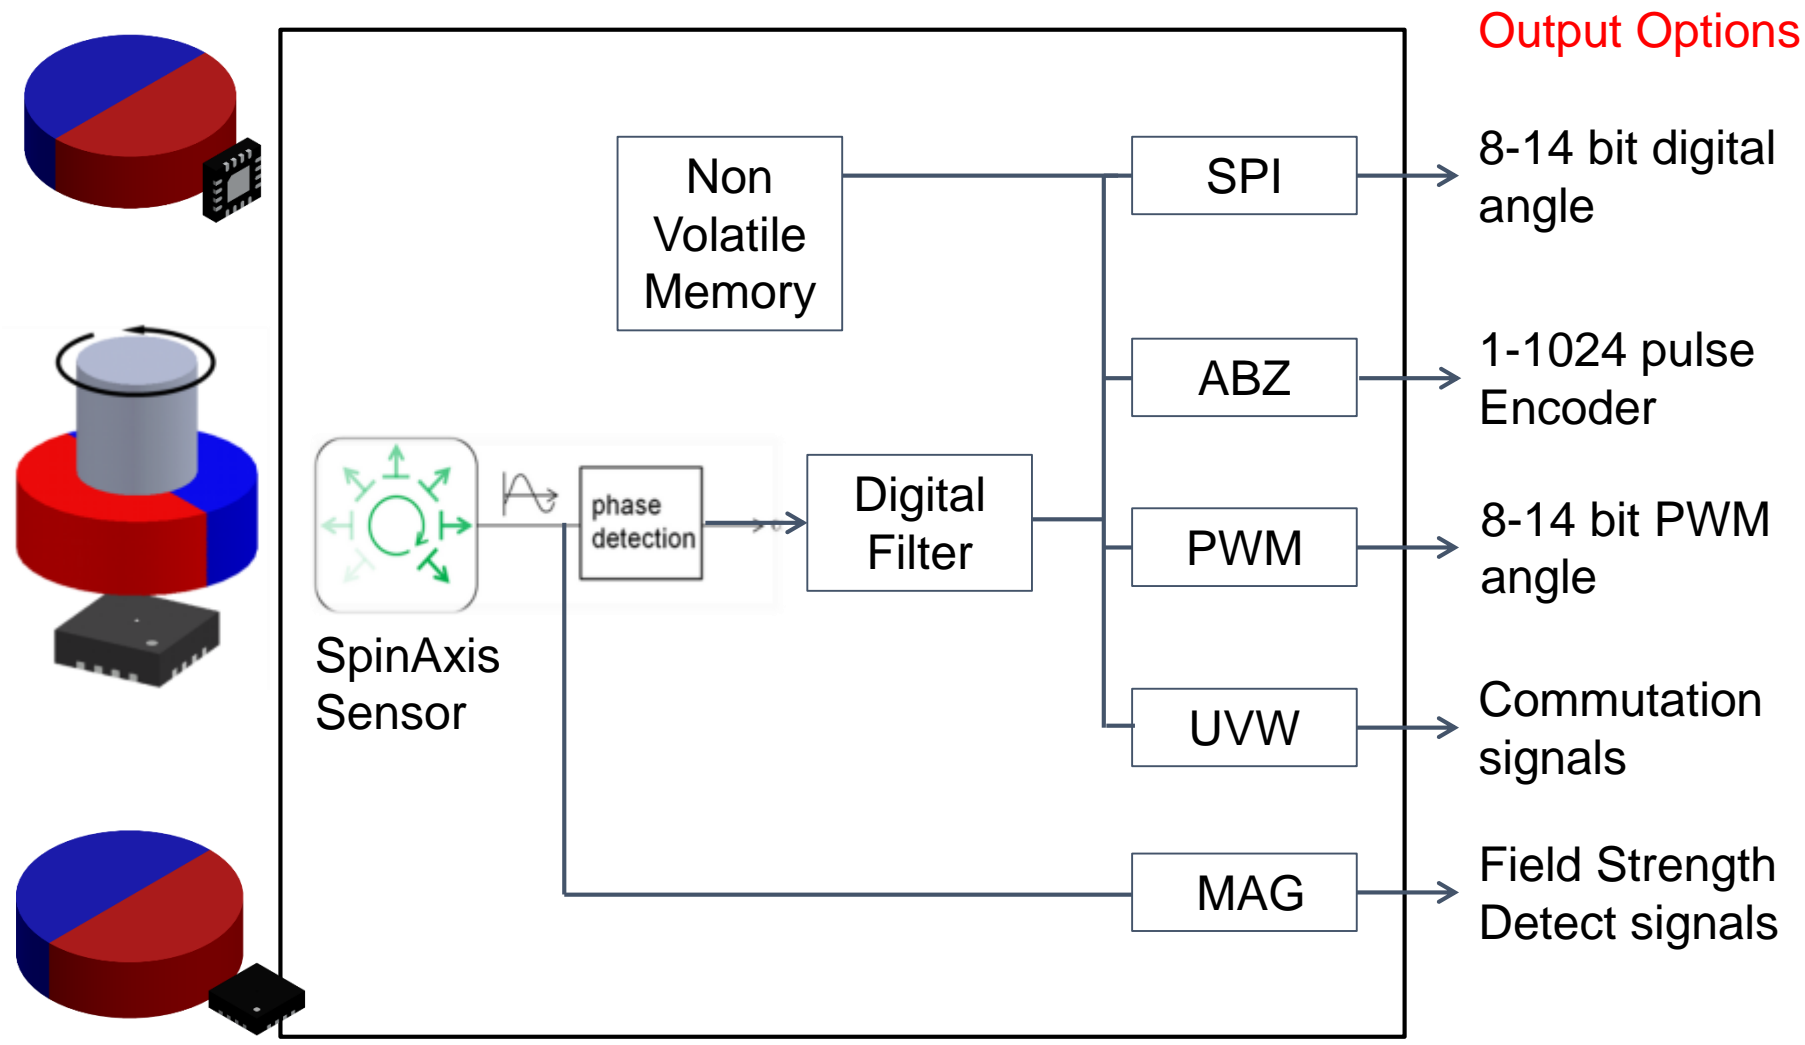 Output Options
Non
Volatile
Memory
SPI
8-14 bit digital
angle
ABZ
1-1024 pulse
Encoder
SpinAxis
Sensor
phase
detection
Digital
Filter
PWM
8-14 bit PWM
angle
UVW
Commutation
signals
MAG
Field Strength
Detect signals